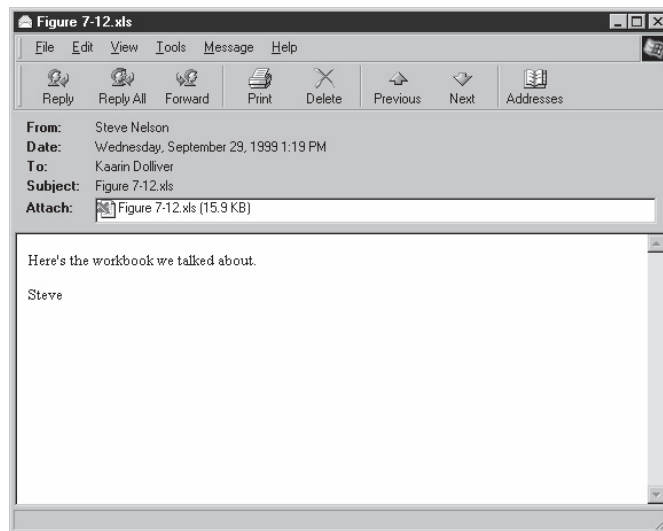 Figure 7-12.xls
File Edit View Tools Message Help
Reply Reply All Forward Print Delete Previous Next Addresses
From: Steve Nelson
Date: Wednesday, September 29, 1999 1:19 PM
To: Kaarin Dolliver
Subject: Figure 7-12.xls
Attach: Figure 7-12.xls (15.9 KB)
Here's the workbook we talked about.
Steve